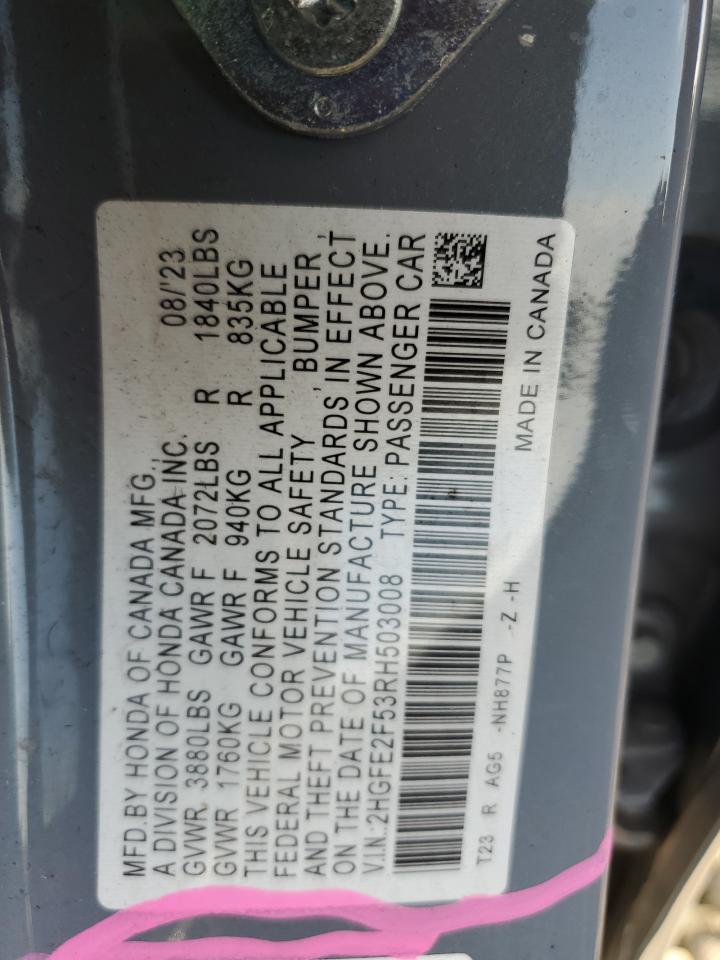 MFD.BY HONDA OF CANADA MFG.,
A DIVISION OF HONDA CANADA INC. 08/'23
GVWR 3880LBS GAWR F 2072LBS R 1840LBS
GVWR 1760KG GAWR F 940KG R 835KG
THIS VEHICLE CONFORMS TO ALL APPLICABLE
FEDERAL MOTOR VEHICLE SAFETY , BUMPER ,
AND THEFT PREVENTION STANDARDS IN EFFECT
ON THE DATE OF MANUFACTURE SHOWN ABOVE.
V.I.N.:2HGFE2F53RH503008 TYPE: PASSENGER CAR
T23 R AG5 -NH877P -Z -H MADE IN CANADA